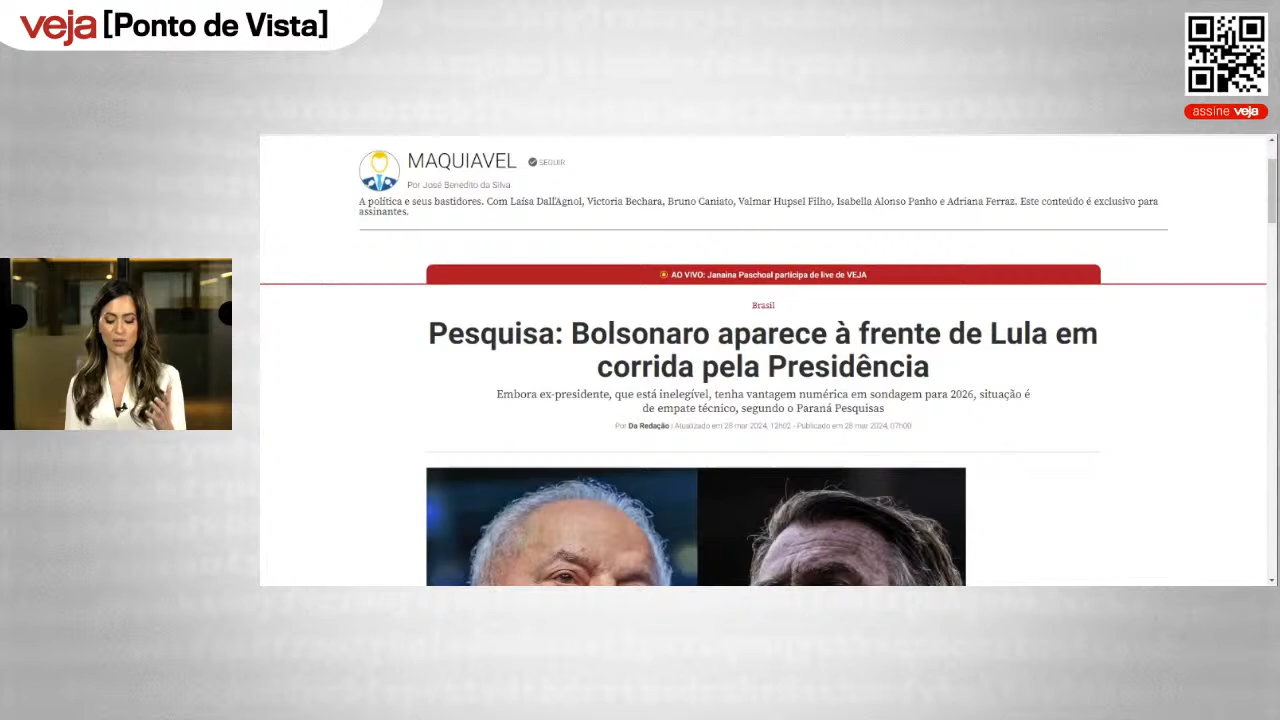 veja [Ponto de Vista]
assine veja
MAQUIAVEL SEGUIR
Por José Benedito da Silva
A política e seus bastidores. Com Laísa Dall'Agnol, Victoria Bechara, Bruno Caniato, Valmar Hupsel Filho, Isabella Alonso Panho e Adriana Ferraz. Este conteúdo é exclusivo para
assinantes.
AO VIVO: Janaina Paschoal participa de live de VEJA
Brasil
Pesquisa: Bolsonaro aparece à frente de Lula em
corrida pela Presidência
Embora ex-presidente, que está inelegível, tenha vantagem numérica em sondagem para 2026, situação é
de empate técnico, segundo o Paraná Pesquisas
Por Da Redação | Atualizado em 28 mar 2024, 12h02 - Publicado em 28 mar 2024, 07h00